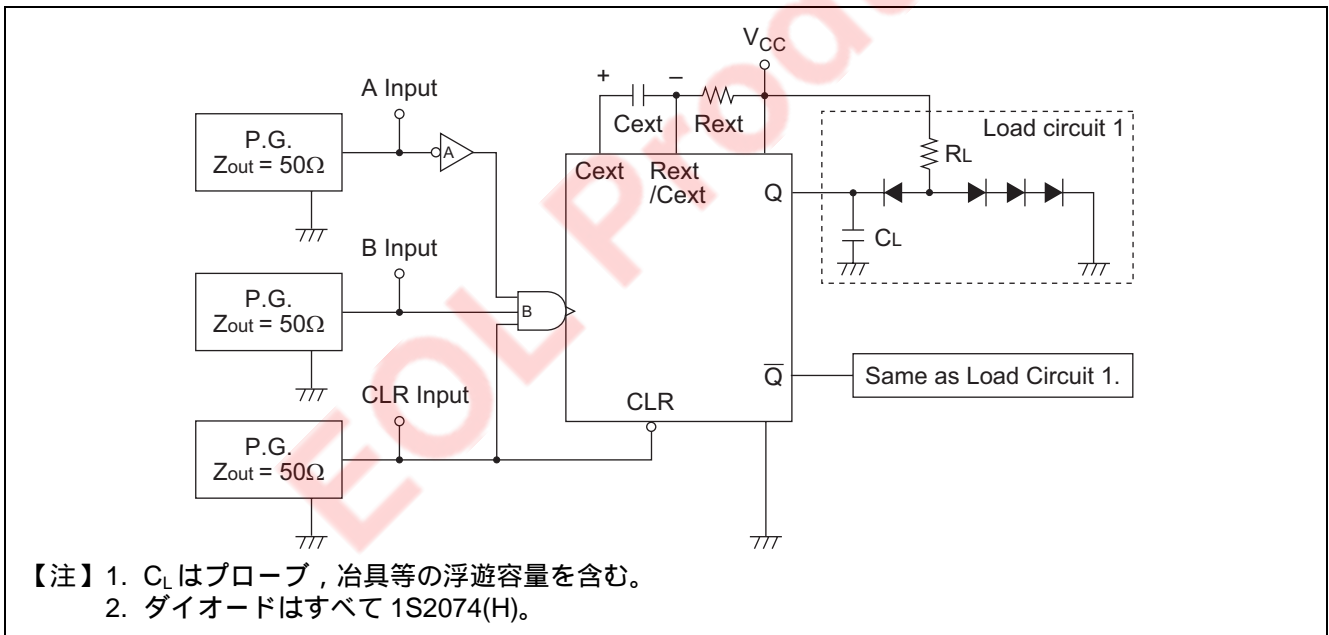 VCC
A Input
+
–
P.G.
Zout = 50Ω
A
Cext
Rext
Load circuit 1
RL
Cext
Rext
/Cext
Q
CL
B Input
P.G.
Zout = 50Ω
B
Q
Same as Load Circuit 1.
CLR Input
CLR
P.G.
Zout = 50Ω
【注】1. CL はプローブ，冶具等の浮遊容量を含む。
2. ダイオードはすべて 1S2074(H)。
EOL Prod